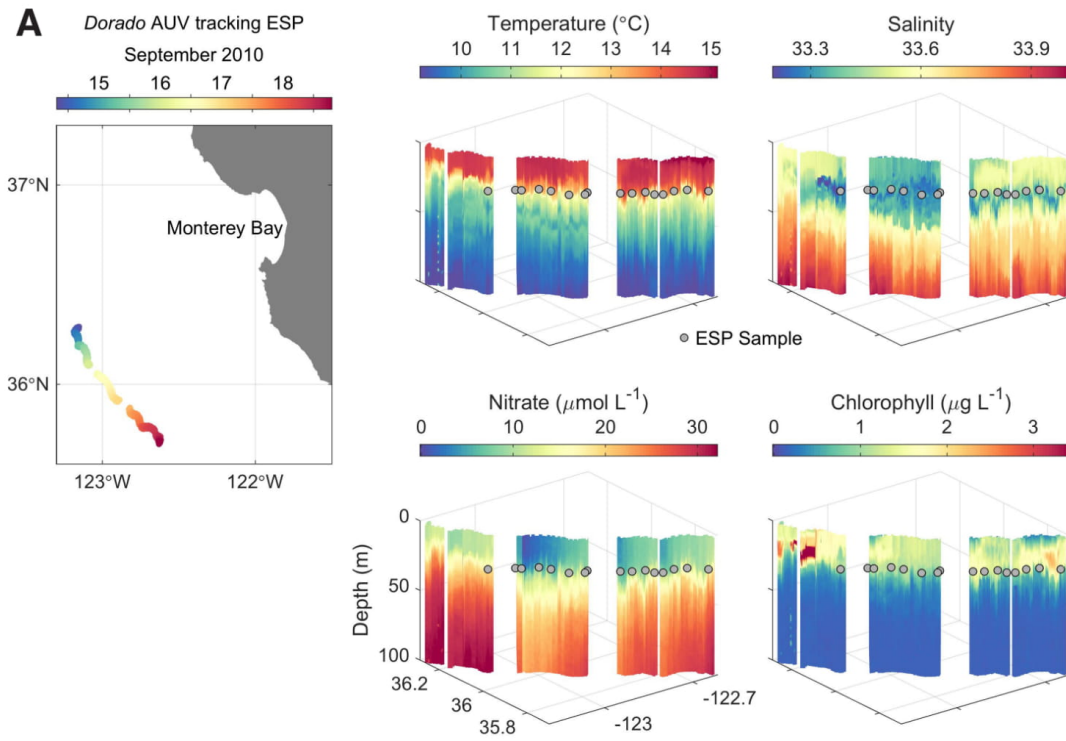 A
Dorado AUV tracking ESP
September 2010
15 16 17 18
37°N
Monterey Bay
36°N
123°W 122°W
Temperature (°C)
10 11 12 13 14 15
Salinity
33.3 33.6 33.9
ESP Sample
Nitrate (μmol L-1)
0 10 20 30
Chlorophyll (μg L-1)
0 1 2 3
Depth (m)
0
50
100
36.2
36
35.8
-123
-122.7